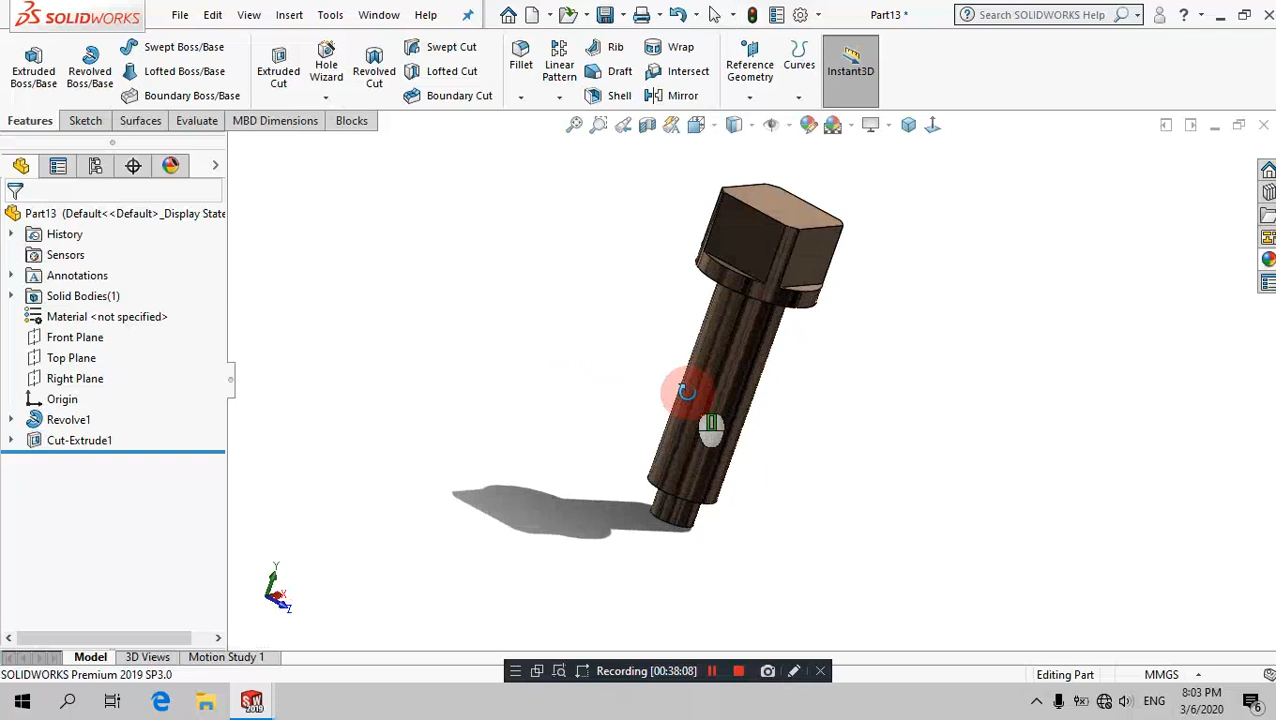 SOLIDWORKS
File Edit View Insert Tools Window Help
Part13 *
Search SOLIDWORKS Help
?
Extruded Boss/Base
Revolved Boss/Base
Swept Boss/Base
Lofted Boss/Base
Boundary Boss/Base
Extruded Cut
Hole Wizard
Revolved Cut
Swept Cut
Lofted Cut
Boundary Cut
Fillet
Linear Pattern
Rib
Draft
Shell
Wrap
Intersect
Mirror
Reference Geometry
Curves
Instant3D
Features Sketch Surfaces Evaluate MBD Dimensions Blocks
Part13 (Default<<Default>_Display State
History
Sensors
Annotations
Solid Bodies(1)
Material <not specified>
Front Plane
Top Plane
Right Plane
Origin
Revolve1
Cut-Extrude1
Y
X
Z
Model 3D Views Motion Study 1
SOLIDWORKS Premium 2019 SP3.0
Recording [00:38:08]
Editing Part
MMGS
SW
2019
ENG
8:03 PM
3/6/2020
6